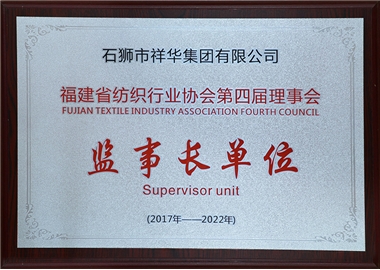 石狮市祥华集团有限公司
福建省纺织行业协会第四届理事会
FUJIAN TEXTILE INDUSTRY ASSOCIATION FOURTH COUNCIL
监事长单位
Supervisor unit
(2017年——2022年)